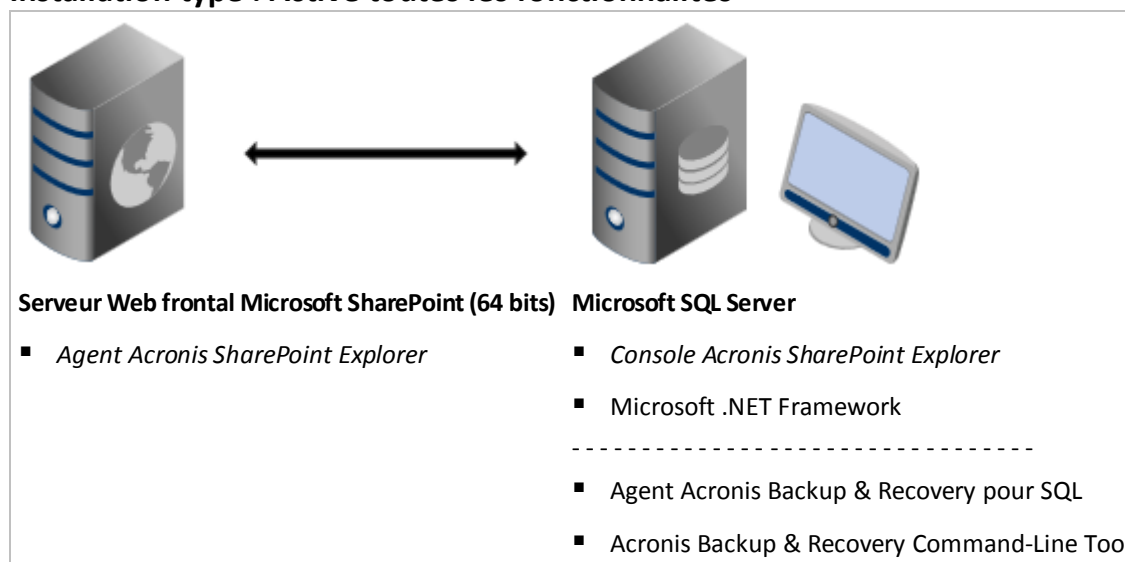 Serveur Web frontal Microsoft SharePoint (64 bits)
▪ Agent Acronis SharePoint Explorer
Microsoft SQL Server
▪ Console Acronis SharePoint Explorer
▪ Microsoft .NET Framework
- - - - - - - - - - - - - - - - - - - - - - - - - - - - - - - - -
▪ Agent Acronis Backup & Recovery pour SQL
▪ Acronis Backup & Recovery Command-Line Too